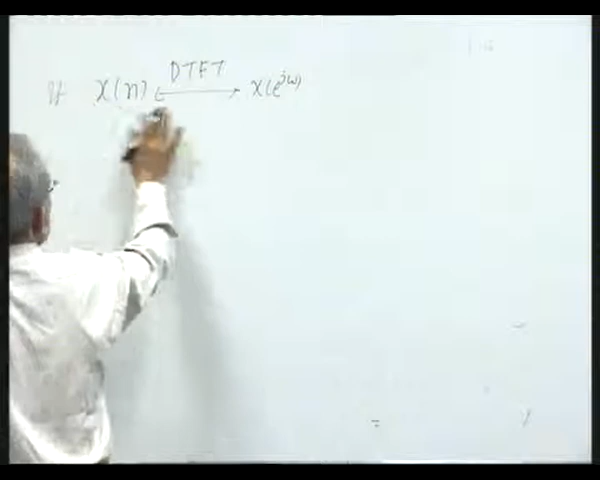 If x(n) <--DTFT--> X(e^jω)